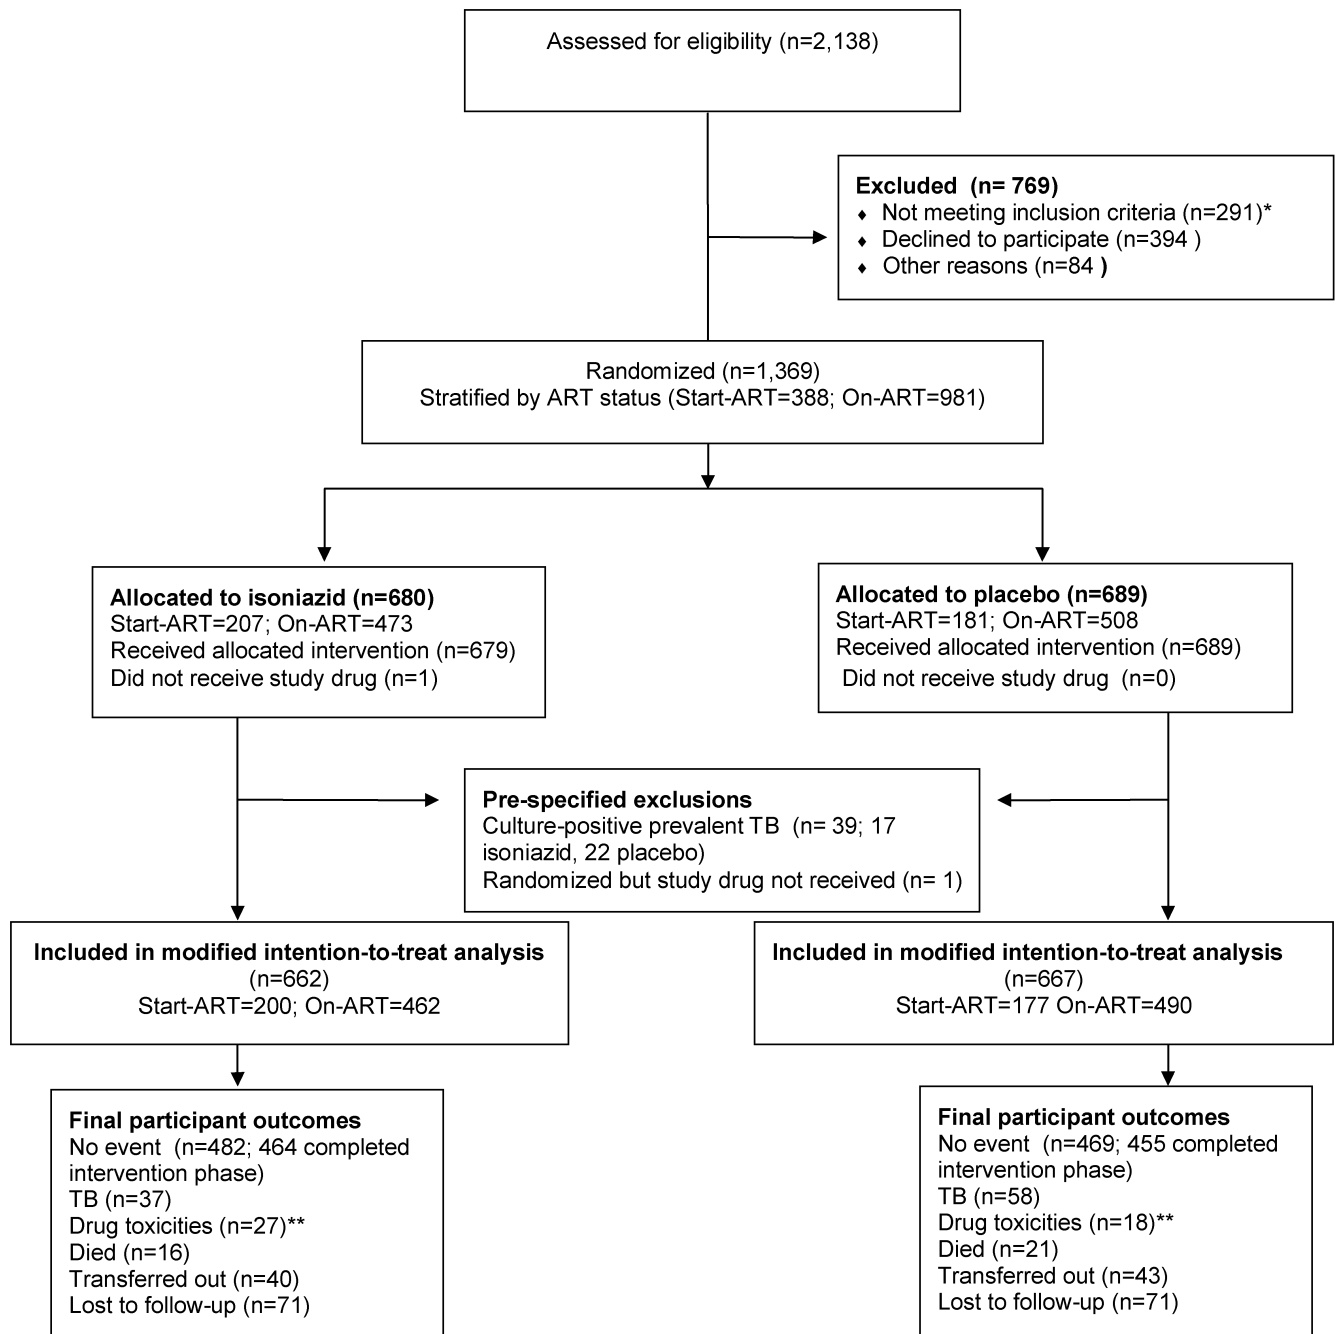 Assessed for eligibility (n=2,138)
Excluded  (n= 769)
♦ Not meeting inclusion criteria (n=291)*
♦ Declined to participate (n=394 )
♦ Other reasons (n=84 )
Randomized (n=1,369)
Stratified by ART status (Start-ART=388; On-ART=981)
Allocated to isoniazid (n=680)
Start-ART=207; On-ART=473
Received allocated intervention (n=679)
Did not receive study drug (n=1)
Allocated to placebo (n=689)
Start-ART=181; On-ART=508
Received allocated intervention (n=689)
Did not receive study drug  (n=0)
Pre-specified exclusions
Culture-positive prevalent TB  (n= 39; 17
isoniazid, 22 placebo)
Randomized but study drug not received (n= 1)
Included in modified intention-to-treat analysis
(n=662)
Start-ART=200; On-ART=462
Included in modified intention-to-treat analysis
(n=667)
Start-ART=177 On-ART=490
Final participant outcomes
No event  (n=482; 464 completed
intervention phase)
TB (n=37)
Drug toxicities (n=27)**
Died (n=16)
Transferred out (n=40)
Lost to follow-up (n=71)
Final participant outcomes
No event  (n=469; 455 completed
intervention phase)
TB (n=58)
Drug toxicities (n=18)**
Died (n=21)
Transferred out (n=43)
Lost to follow-up (n=71)